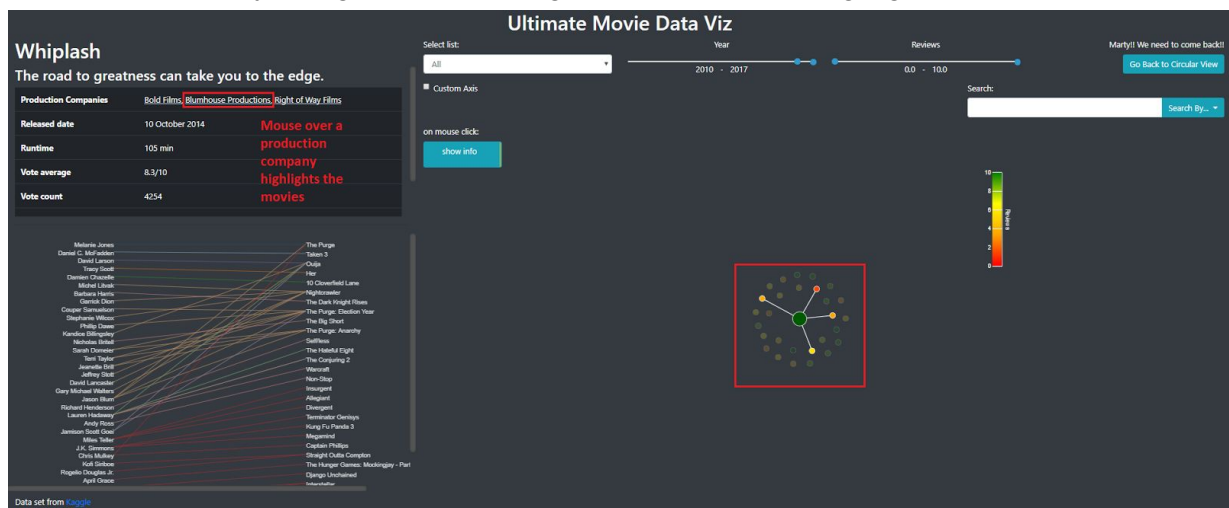 Ultimate Movie Data Viz
Whiplash
The road to greatness can take you to the edge.
Production Companies Bold Films, Blumhouse Productions, Right of Way Films
Released date 10 October 2014
Runtime 105 min
Vote average 8.3/10
Vote count 4254
Mouse over a
production
company
highlights the
movies
Select list:
All
Year
2010 - 2017
Reviews
0.0 - 10.0
Marty!! We need to come back!!
Go Back to Circular View
Custom Axis
Search:
Search By...
on mouse click:
show info
10
8
6
4
2
0
Reviews
Melanie Jones
Daniel C. McFadden
David Larson
Tracy Scott
Damien Chazelle
Michel Litvak
Barbara Harris
Garrick Dion
Couper Samuelson
Stephanie Wilcox
Phillip Dawe
Kandice Billingsley
Nicholas Britell
Sarah Domeier
Terri Taylor
Jeanette Brill
Jeffrey Stott
David Lancaster
Gary Michael Walters
Jason Blum
Richard Henderson
Lauren Hadaway
Andy Ross
Jamison Scott Goei
Miles Teller
J.K. Simmons
Chris Mulkey
Kofi Siriboe
Rogelio Douglas Jr.
April Grace
The Purge
Taken 3
Ouija
Her
10 Cloverfield Lane
Nightcrawler
The Dark Knight Rises
The Purge: Election Year
The Big Short
The Purge: Anarchy
Self/less
The Hateful Eight
The Conjuring 2
Warcraft
Non-Stop
Insurgent
Allegiant
Divergent
Terminator Genisys
Kung Fu Panda 3
Megamind
Captain Phillips
Straight Outta Compton
The Hunger Games: Mockingjay - Part
Django Unchained
Interstellar
Data set from Kaggle